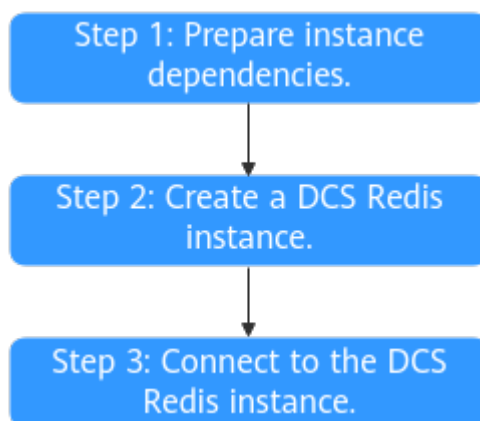 Step 1: Prepare instance
dependencies.
Step 2: Create a DCS Redis
instance.
Step 3: Connect to the DCS
Redis instance.